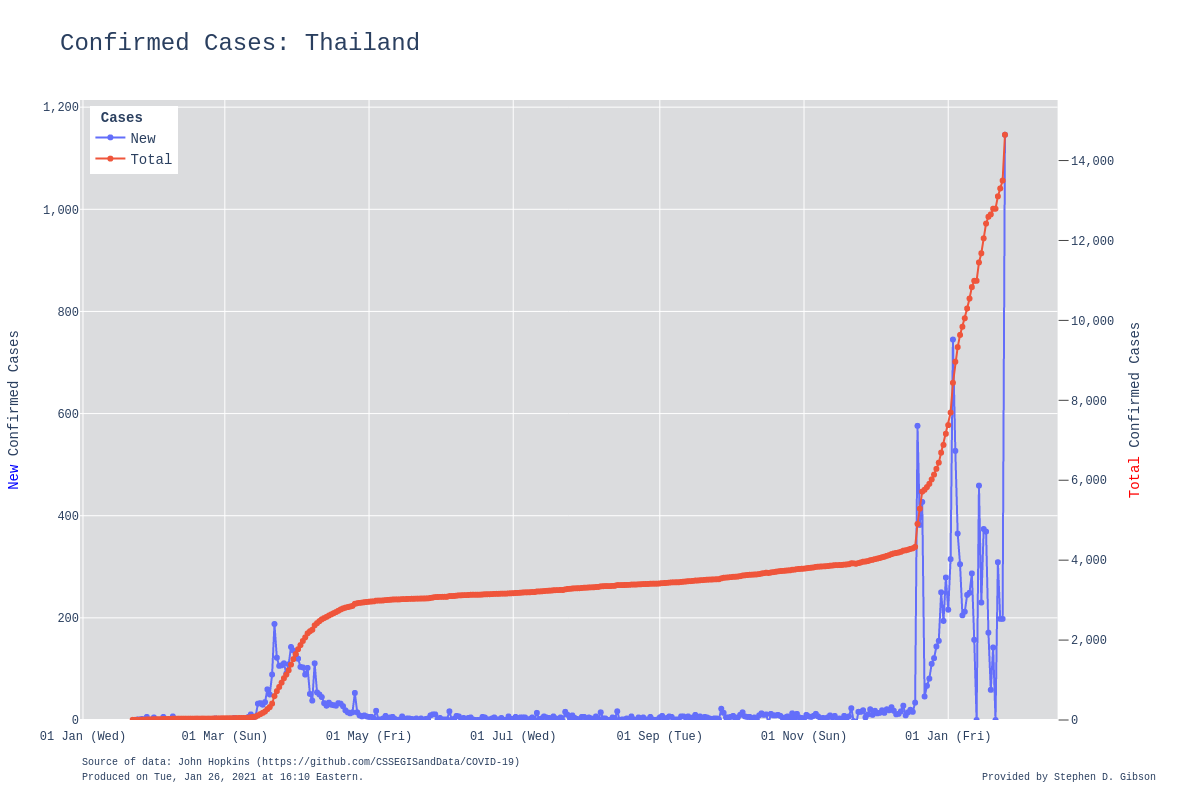 Confirmed Cases: Thailand
Cases
New
Total
1,200
1,000
800
600
400
200
0
14,000
12,000
10,000
8,000
6,000
4,000
2,000
0
New Confirmed Cases
Total Confirmed Cases
01 Jan (Wed) 01 Mar (Sun) 01 May (Fri) 01 Jul (Wed) 01 Sep (Tue) 01 Nov (Sun) 01 Jan (Fri)
Source of data: John Hopkins (https://github.com/CSSEGISandData/COVID-19)
Produced on Tue, Jan 26, 2021 at 16:10 Eastern.
Provided by Stephen D. Gibson